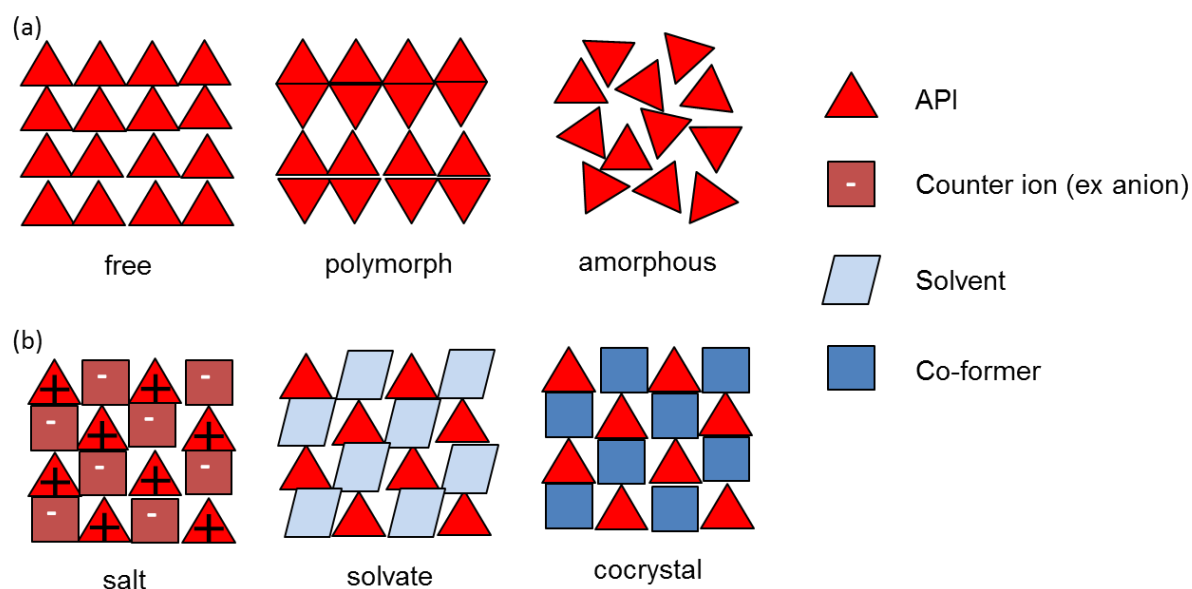 (a)
free
polymorph
amorphous
API
Counter ion (ex anion)
Solvent
Co-former
(b)
+ - + -
- + - +
+ - + -
- + - +
salt
solvate
cocrystal
-